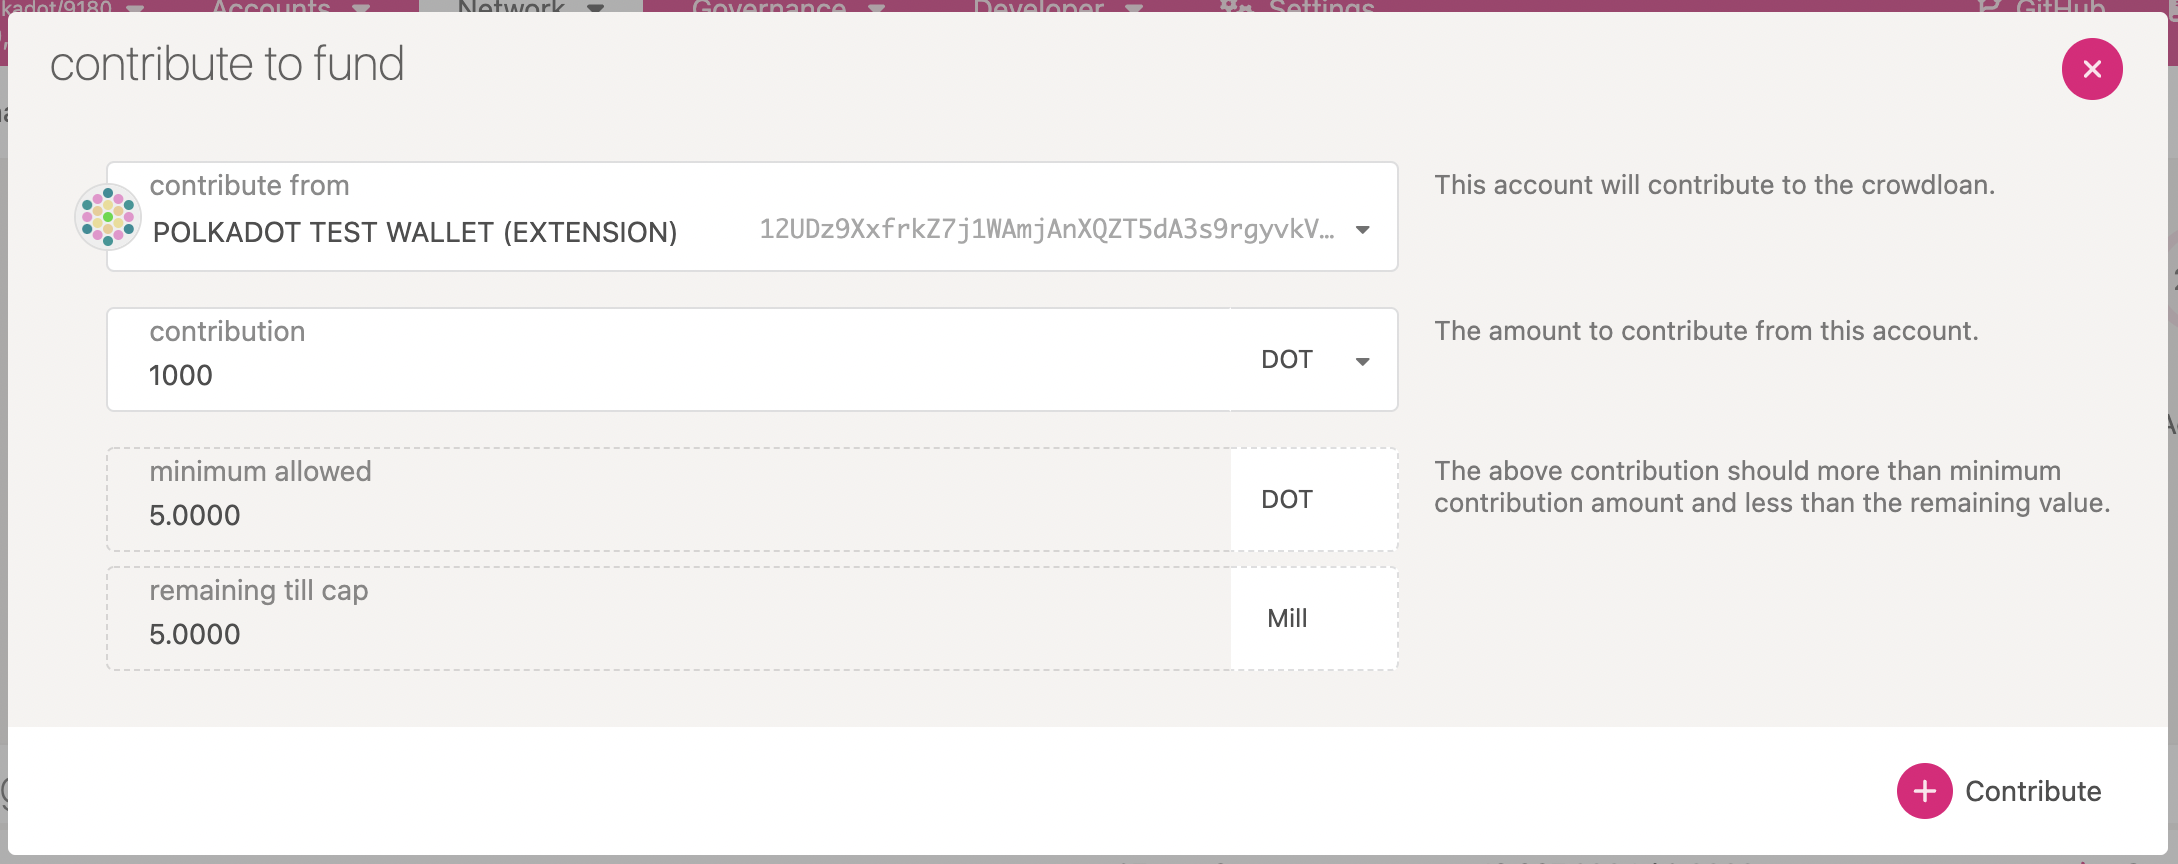 kadot/9180 Accounts Network Governance Developer Settings GitHub
contribute to fund
contribute from
POLKADOT TEST WALLET (EXTENSION) 12UDz9XxfrkZ7j1WAmjAnXQZT5dA3s9rgyvkV…
This account will contribute to the crowdloan.
contribution
1000 DOT
The amount to contribute from this account.
minimum allowed
5.0000 DOT
The above contribution should more than minimum
contribution amount and less than the remaining value.
remaining till cap
5.0000 Mill
Contribute